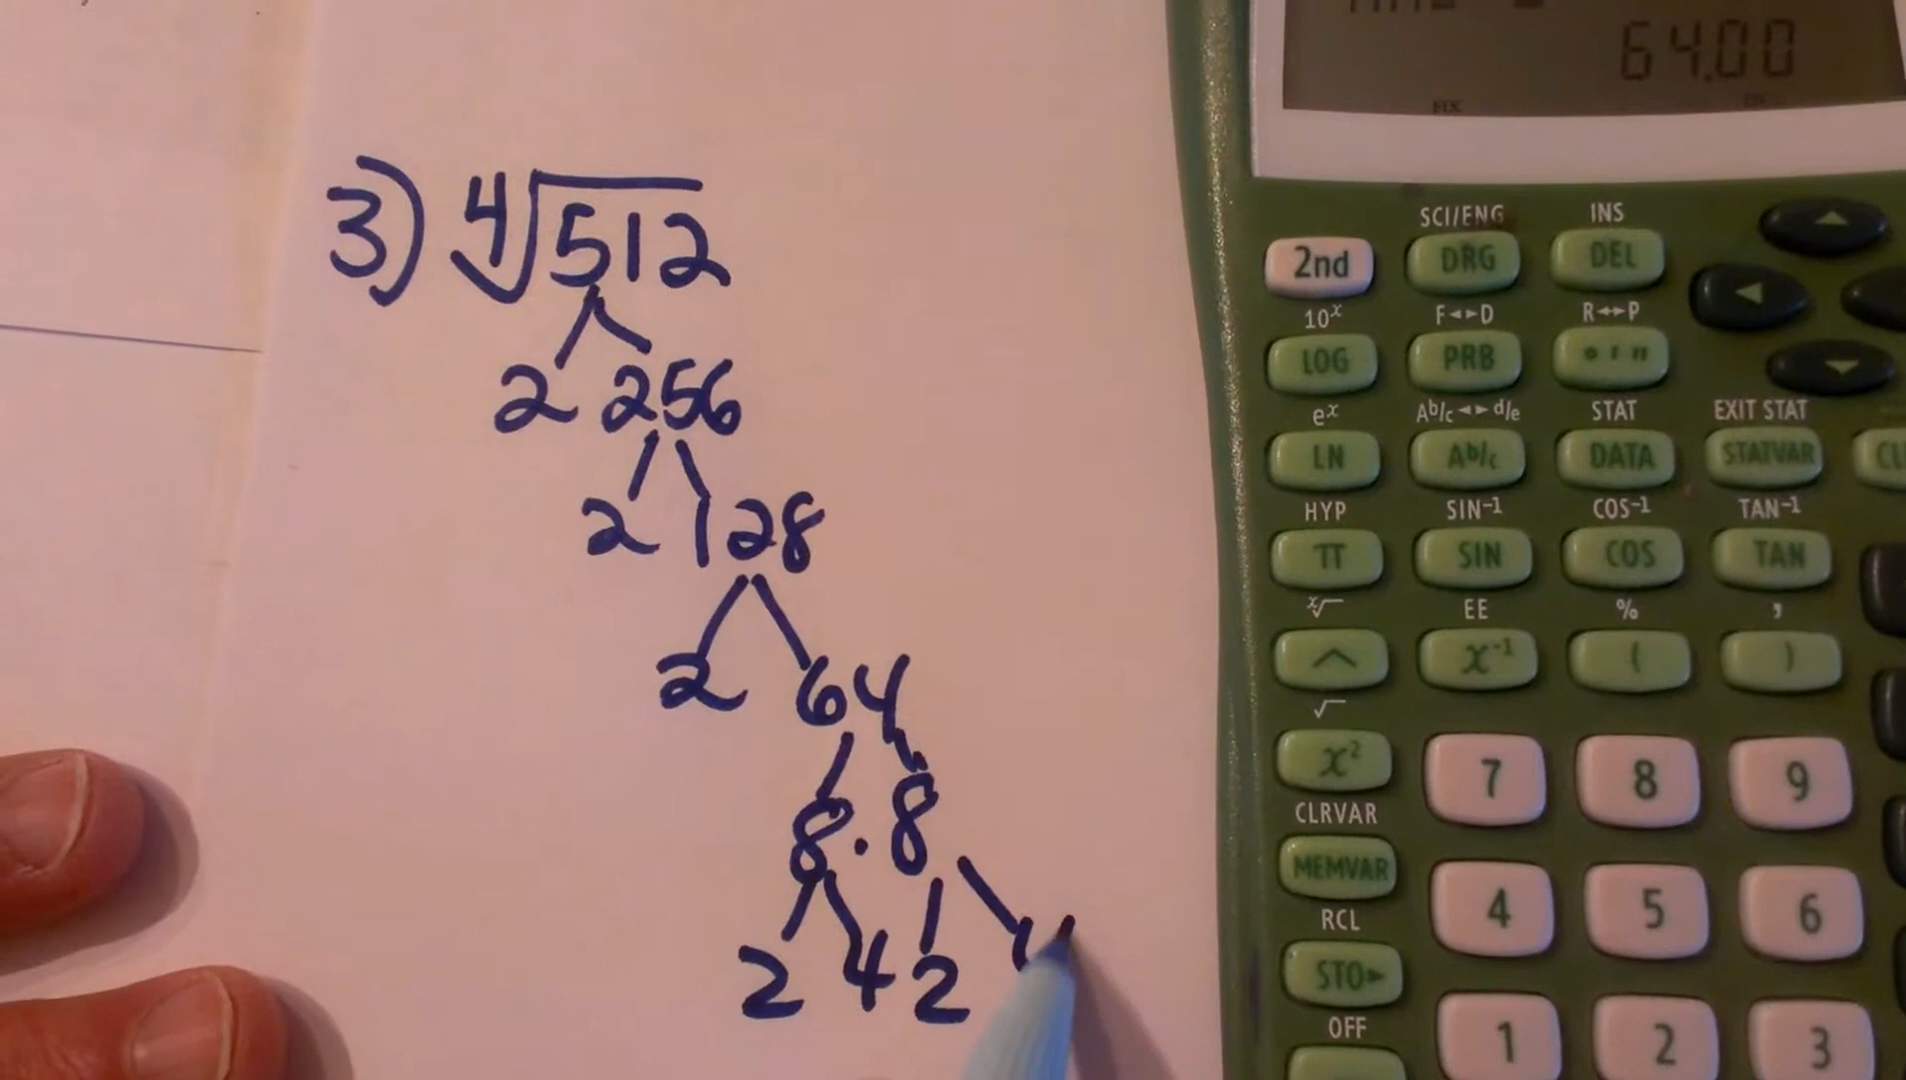 64.00
FIX
3) ∜512
2 256
2 128
2 64
8 · 8
2 4 2
SCI/ENG INS
2nd DRG DEL
10ˣ F◄►D R◄►P
LOG PRB ° ' "
eˣ Ab/c◄►d/e STAT EXIT STAT
LN Ab/c DATA STATVAR
HYP SIN⁻¹ COS⁻¹ TAN⁻¹
π SIN COS TAN
ˣ√ EE % ,
^ x⁻¹ ( )
√
x² 7 8 9
CLRVAR
MEMVAR 4 5 6
RCL
STO►
OFF
1 2 3